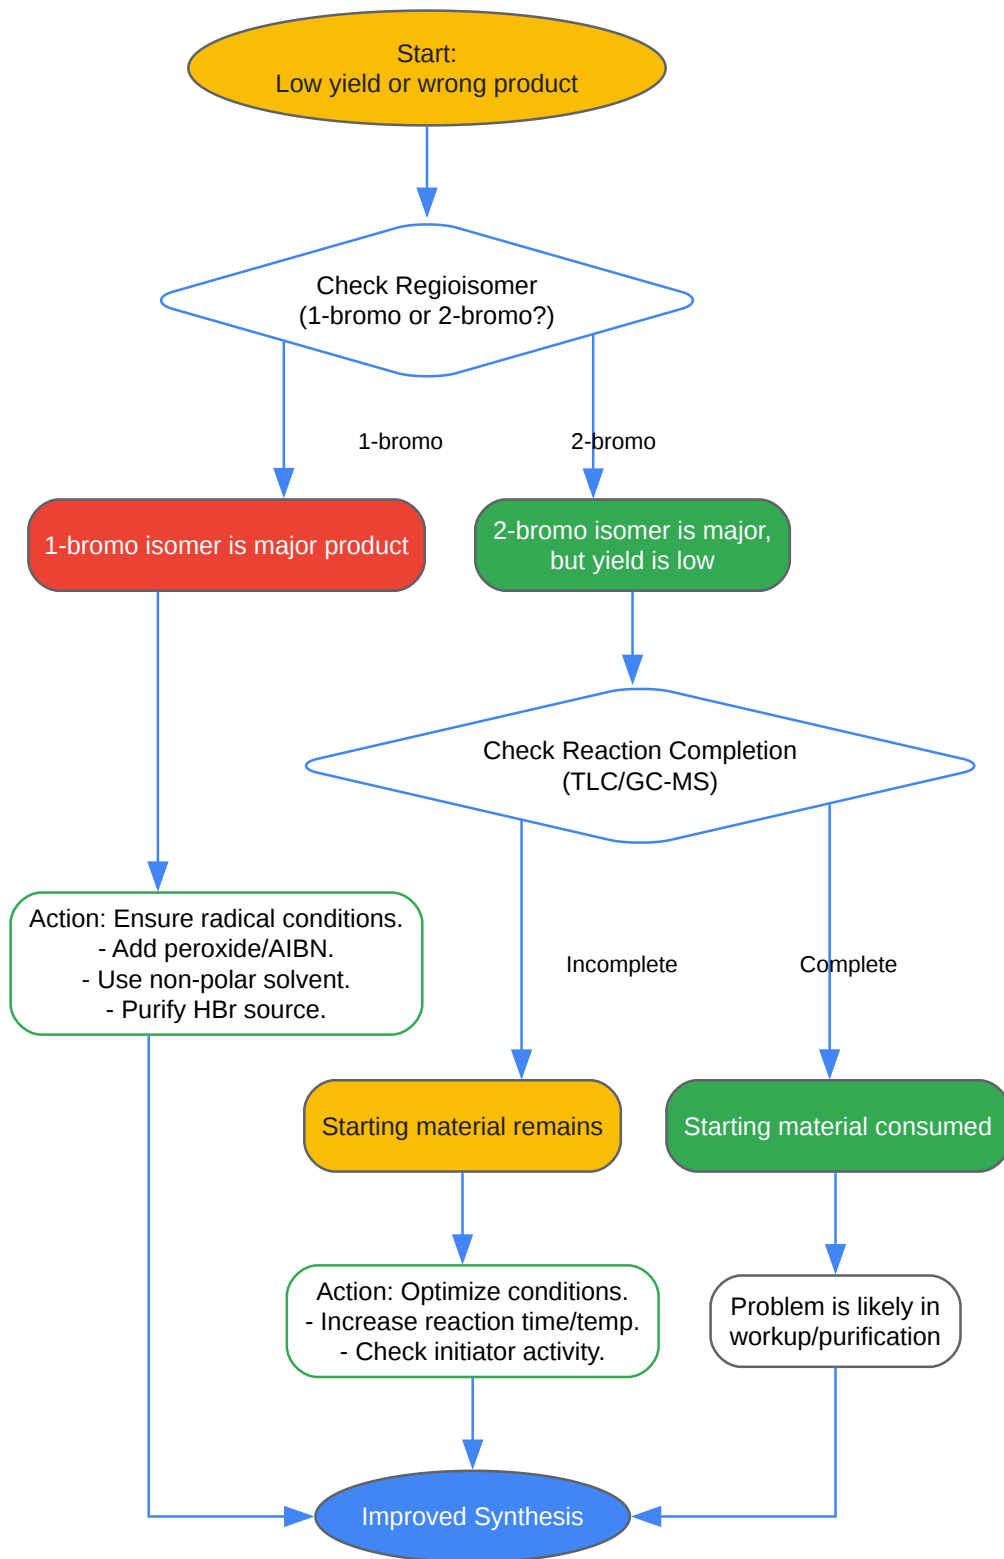 Start:
Low yield or wrong product
Check Regioisomer
(1-bromo or 2-bromo?)
1-bromo
2-bromo
1-bromo isomer is major product
2-bromo isomer is major,
but yield is low
Check Reaction Completion
(TLC/GC-MS)
Action: Ensure radical conditions.
- Add peroxide/AIBN.
- Use non-polar solvent.
- Purify HBr source.
Incomplete
Complete
Starting material remains
Starting material consumed
Action: Optimize conditions.
- Increase reaction time/temp.
- Check initiator activity.
Problem is likely in
workup/purification
Improved Synthesis